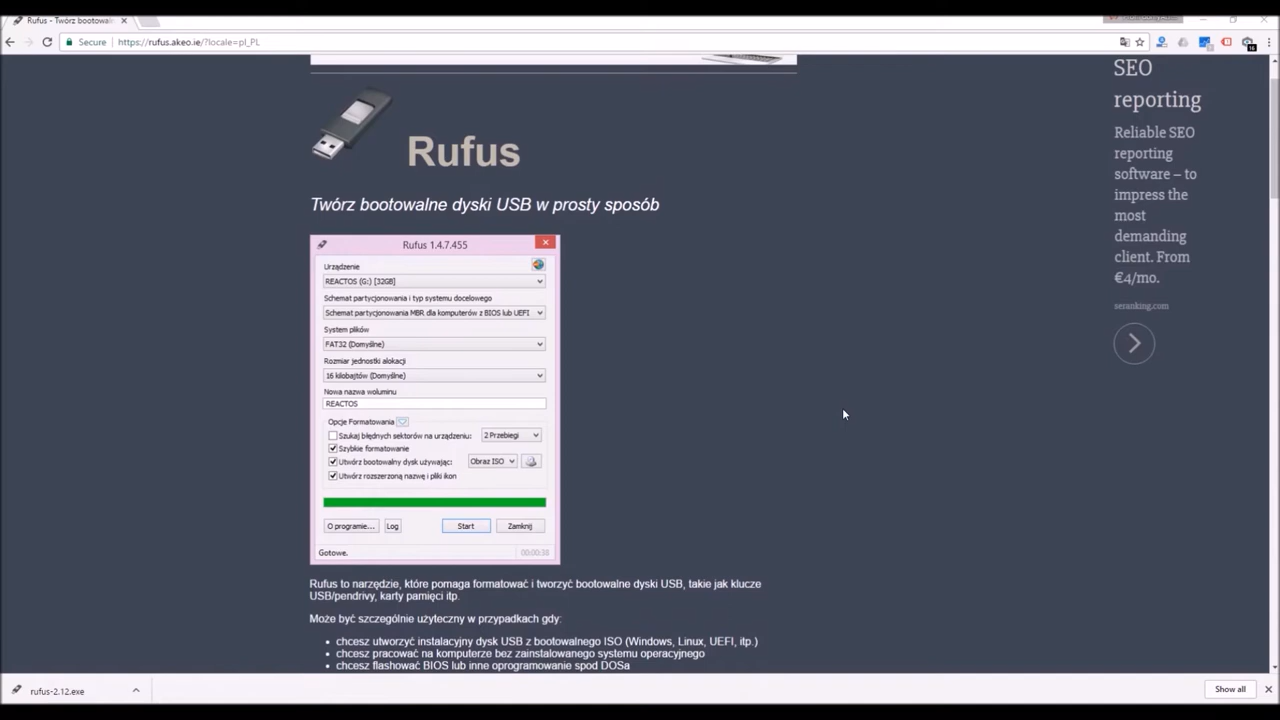 Rufus - Twórz bootowaln
Secure https://rufus.akeo.ie/?locale=pl_PL
Rufus
Twórz bootowalne dyski USB w prosty sposób
Rufus 1.4.7.455
Urządzenie
REACTOS (G:) [32GB]
Schemat partycjonowania i typ systemu docelowego
Schemat partycjonowania MBR dla komputerów z BIOS lub UEFI
System plików
FAT32 (Domyślne)
Rozmiar jednostki alokacji
16 kilobajtów (Domyślne)
Nowa nazwa woluminu
REACTOS
Opcje Formatowania
Szukaj błędnych sektorów na urządzeniu: 2 Przebiegi
Szybkie formatowanie
Utwórz bootowalny dysk używając: Obraz ISO
Utwórz rozszerzoną nazwę i pliki ikon
O programie... Log Start Zamknij
Gotowe. 00:00:38
Rufus to narzędzie, które pomaga formatować i tworzyć bootowalne dyski USB, takie jak klucze
USB/pendrivy, karty pamięci itp.
Może być szczególnie użyteczny w przypadkach gdy:
chcesz utworzyć instalacyjny dysk USB z bootowalnego ISO (Windows, Linux, UEFI, itp.)
chcesz pracować na komputerze bez zainstalowanego systemu operacyjnego
chcesz flashować BIOS lub inne oprogramowanie spod DOSa
SEO
reporting
Reliable SEO
reporting
software – to
impress the
most
demanding
client. From
€4/mo.
seranking.com
rufus-2.12.exe
Show all